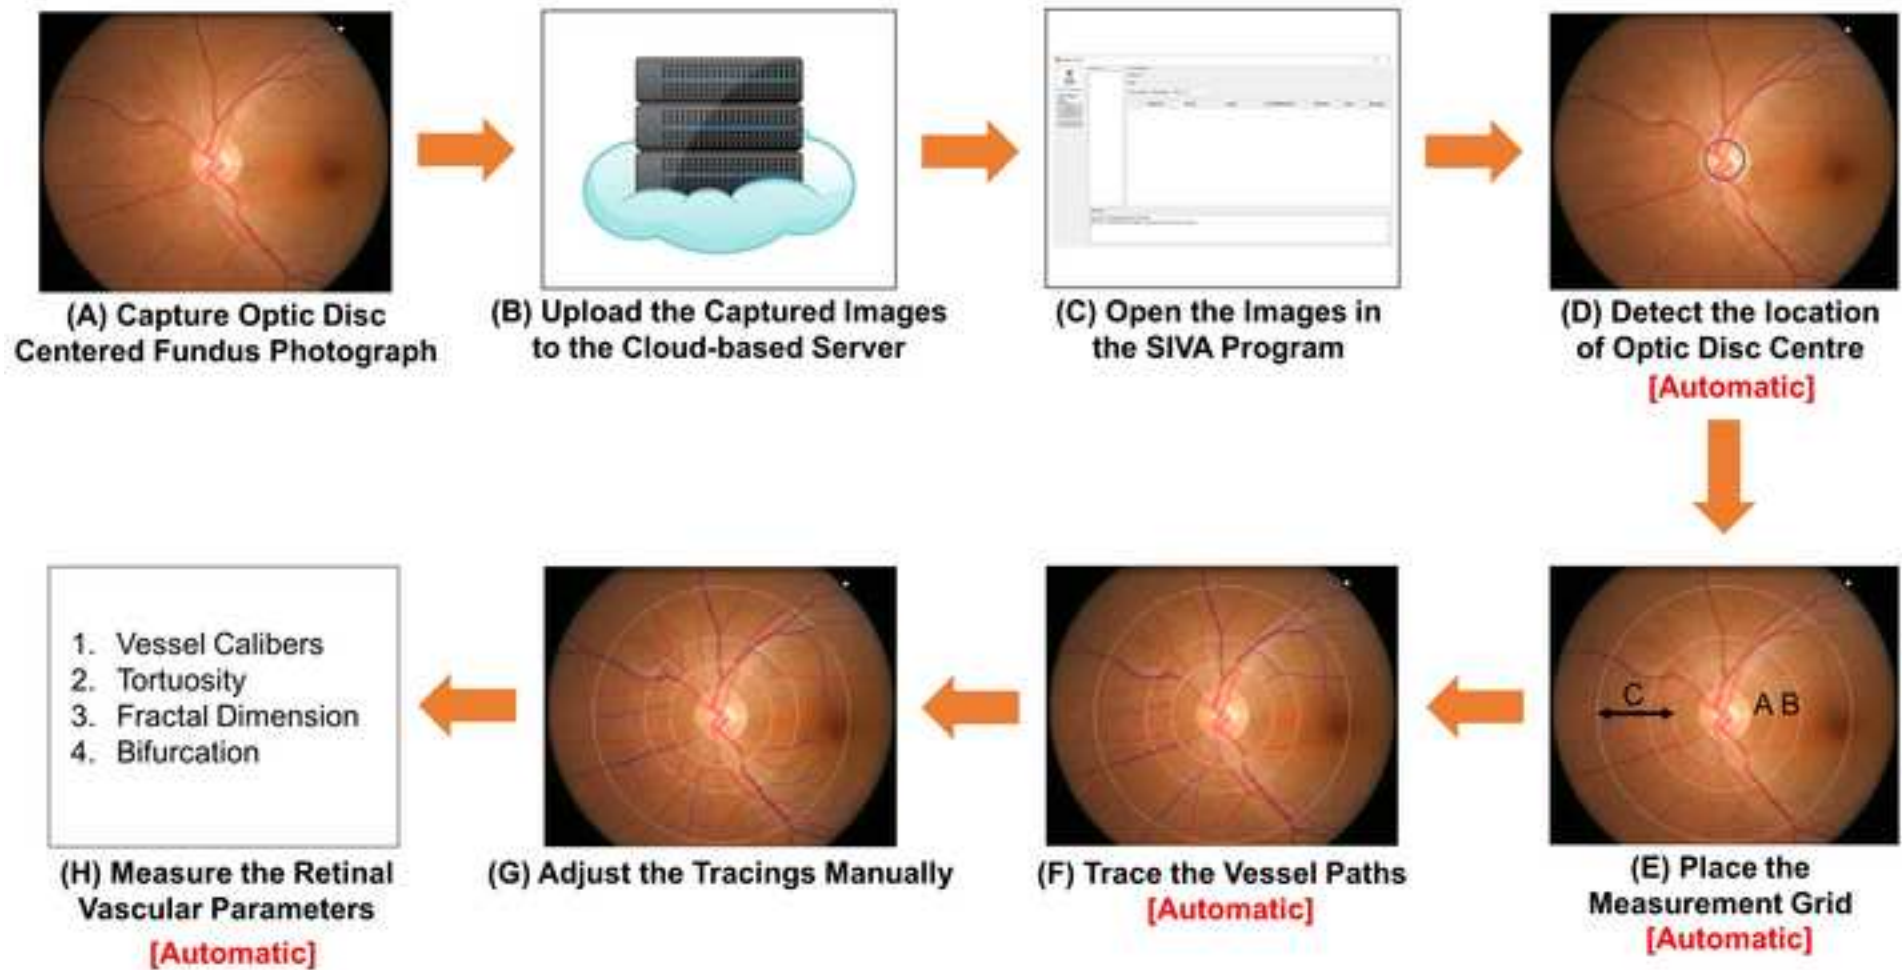 (A) Capture Optic Disc
Centered Fundus Photograph
(B) Upload the Captured Images
to the Cloud-based Server
(C) Open the Images in
the SIVA Program
(D) Detect the location
of Optic Disc Centre
[Automatic]
C
A B
(E) Place the
Measurement Grid
[Automatic]
(F) Trace the Vessel Paths
[Automatic]
(G) Adjust the Tracings Manually
1. Vessel Calibers
2. Tortuosity
3. Fractal Dimension
4. Bifurcation
(H) Measure the Retinal
Vascular Parameters
[Automatic]